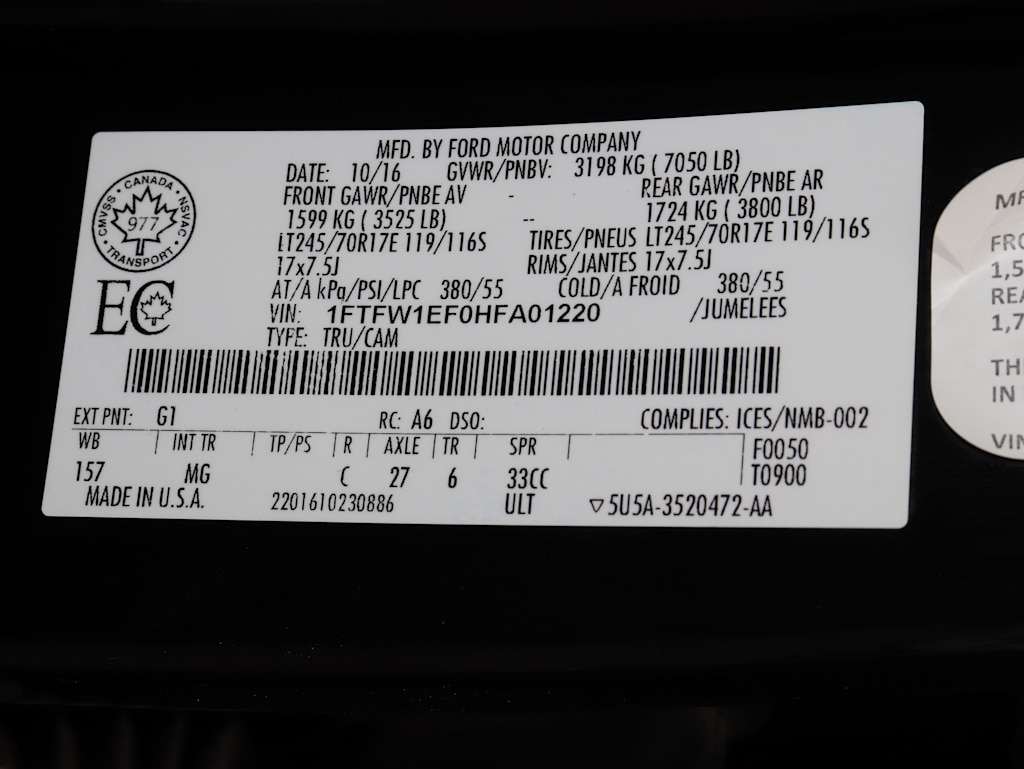 MFD. BY FORD MOTOR COMPANY
DATE: 10/16 GVWR/PNBV: 3198 KG ( 7050 LB)
FRONT GAWR/PNBE AV - REAR GAWR/PNBE AR
1599 KG ( 3525 LB) -- 1724 KG ( 3800 LB)
LT245/70R17E 119/116S TIRES/PNEUS LT245/70R17E 119/116S
17x7.5J RIMS/JANTES 17x7.5J
AT/A kPa/PSI/LPC 380/55 COLD/A FROID 380/55
VIN: 1FTFW1EF0HFA01220 /JUMELEES
TYPE: TRU/CAM
CANADA
CMVSS 977 NSVAC
TRANSPORT
EC
EXT PNT: G1 RC: A6 DSO: COMPLIES: ICES/NMB-002
WB INT TR TP/PS R AXLE TR SPR F0050
157 MG C 27 6 33CC T0900
MADE IN U.S.A. 2201610230886 ULT ▽5U5A-3520472-AA
1,5
1,7
IN
VIN